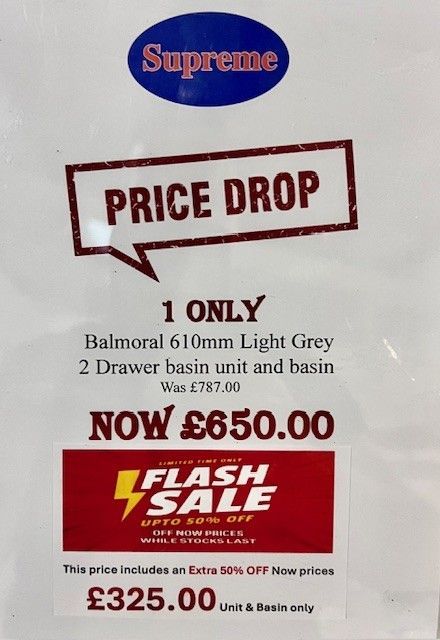 Supreme
PRICE DROP
1 ONLY
Balmoral 610mm Light Grey
2 Drawer basin unit and basin
Was £787.00
NOW £650.00
LIMITED TIME ONLY
FLASH
SALE
UPTO 50% OFF
OFF NOW PRICES
WHILE STOCKS LAST
This price includes an Extra 50% OFF Now prices
£325.00 Unit & Basin only